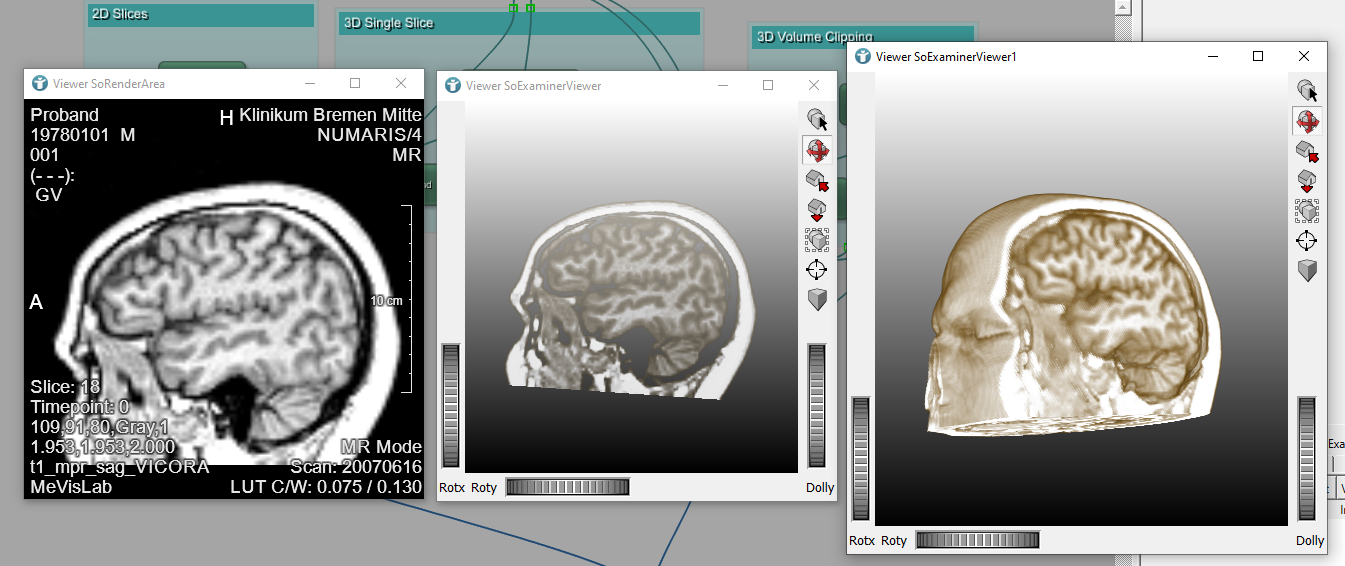 2D Slices
3D Single Slice
3D Volume Clipping
Viewer SoRenderArea
Proband
19780101 M
001
(- - -):
GV
H
Klinikum Bremen Mitte
NUMARIS/4
MR
A
10 cm
Slice: 18
Timepoint: 0
109,91,80,Gray,1
1.953,1.953,2.000
t1_mpr_sag_VICORA
MeVisLab
MR Mode
Scan: 20070616
LUT C/W: 0.075 / 0.130
Viewer SoExaminerViewer
Rotx Roty
Dolly
Viewer SoExaminerViewer1
Rotx Roty
Dolly